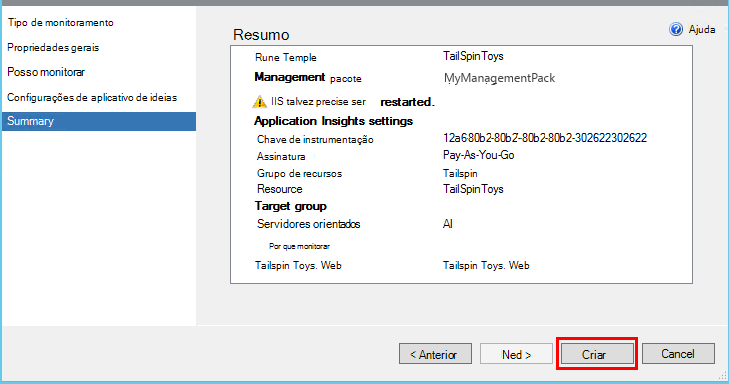 Tipo de monitoramento
Propriedades gerais
Posso monitorar
Configurações de aplicativo de ideias
Summary
Resumo
Ajuda
Rune Temple TailSpinToys
Management pacote MyManagementPack
IIS talvez precise ser restarted.
Application Insights settings
Chave de instrumentação 12a680b2-80b2-80b2-80b2-302622302622
Assinatura Pay-As-You-Go
Grupo de recursos Tailspin
Resource TailSpinToys
Target group
Servidores orientados AI
Por que monitorar
Tailspin Toys. Web Tailspin Toys. Web
< Anterior Ned > Criar Cancel